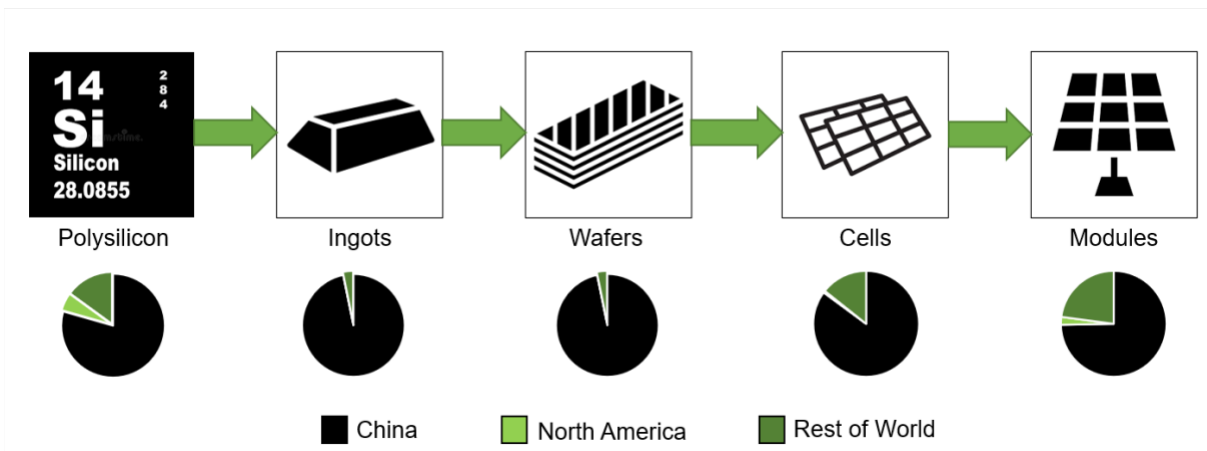 14
2
8
4
Si
Silicon
28.0855
Polysilicon
Ingots
Wafers
Cells
Modules
China
North America
Rest of World